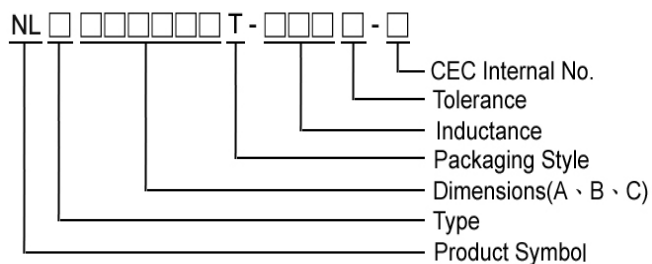 NL□ □□□□□□ T - □□□ □ - □
CEC Internal No.
Tolerance
Inductance
Packaging Style
Dimensions(A、B、C)
Type
Product Symbol